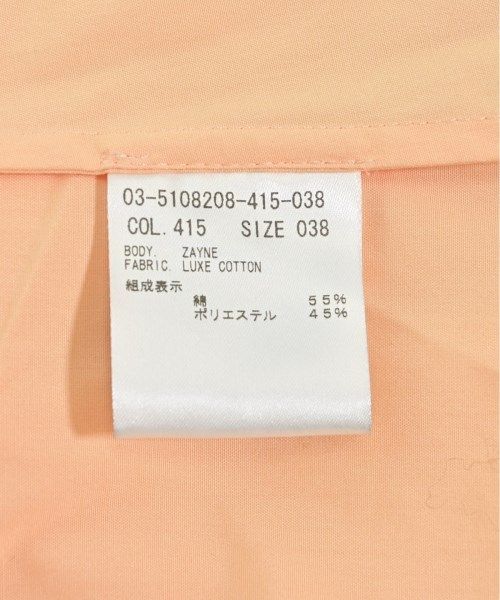 03-5108208-415-038
COL. 415 SIZE 038
BODY. ZAYNE
FABRIC. LUXE COTTON
組成表示
綿 55%
ポリエステル 45%